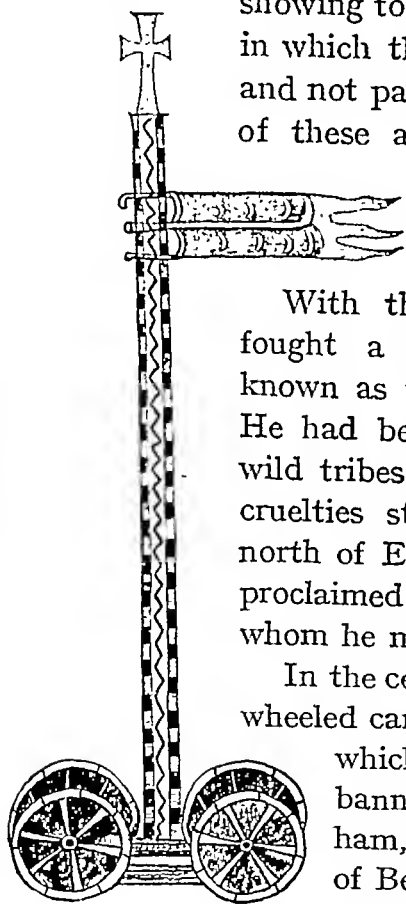 showing to
in which th
and not pa
of these a
With th
fought a
known as
He had be
wild tribes
cruelties st
north of E
proclaimed
whom he m
In the ce
wheeled car
which
bann
ham,
of Be